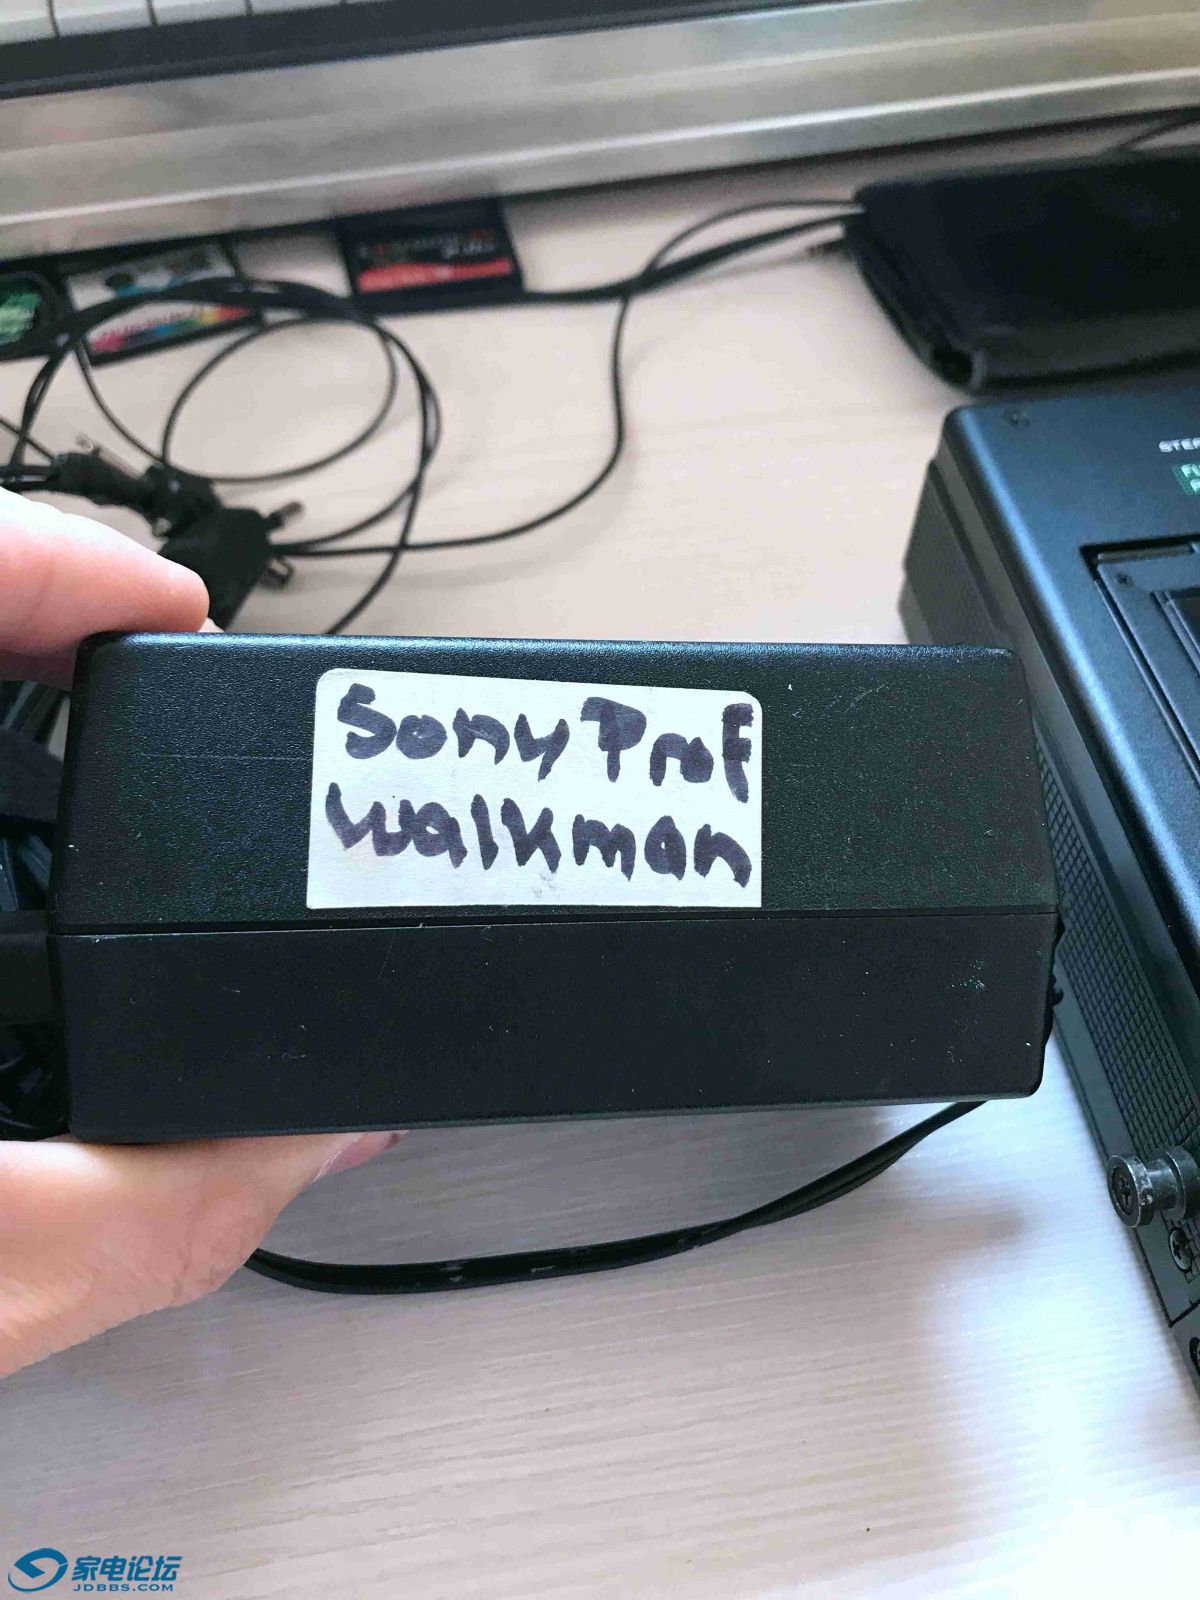 Sony Prof
Walkman
家电论坛
JDBBS.COM